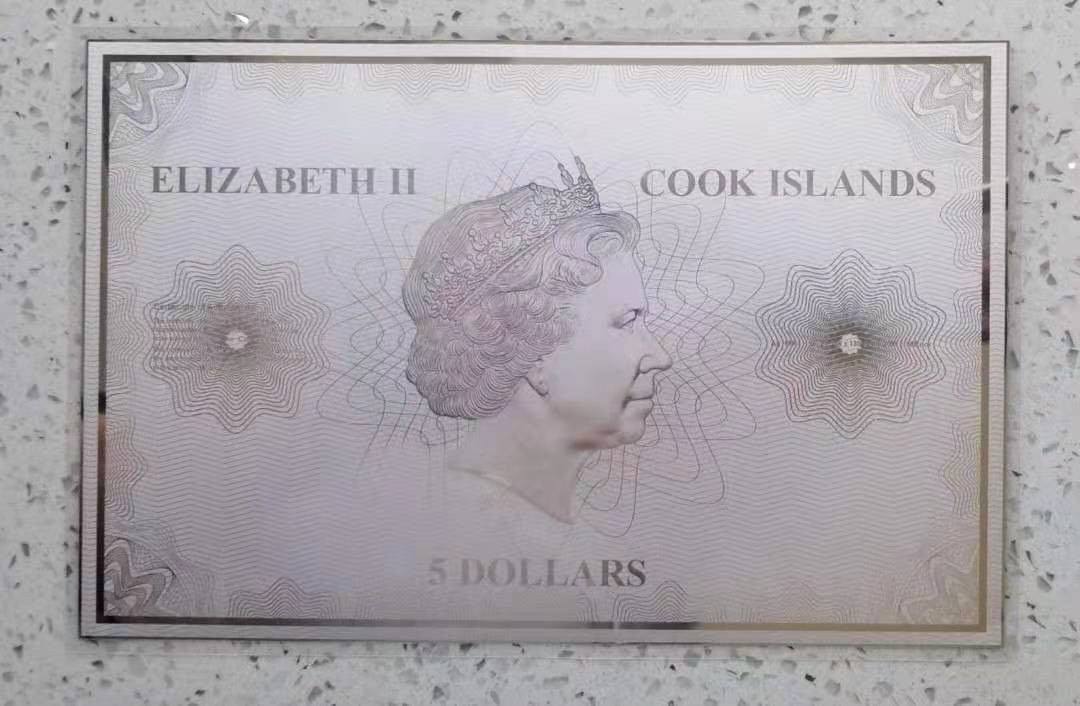 ELIZABETH II
COOK ISLANDS
5 DOLLARS